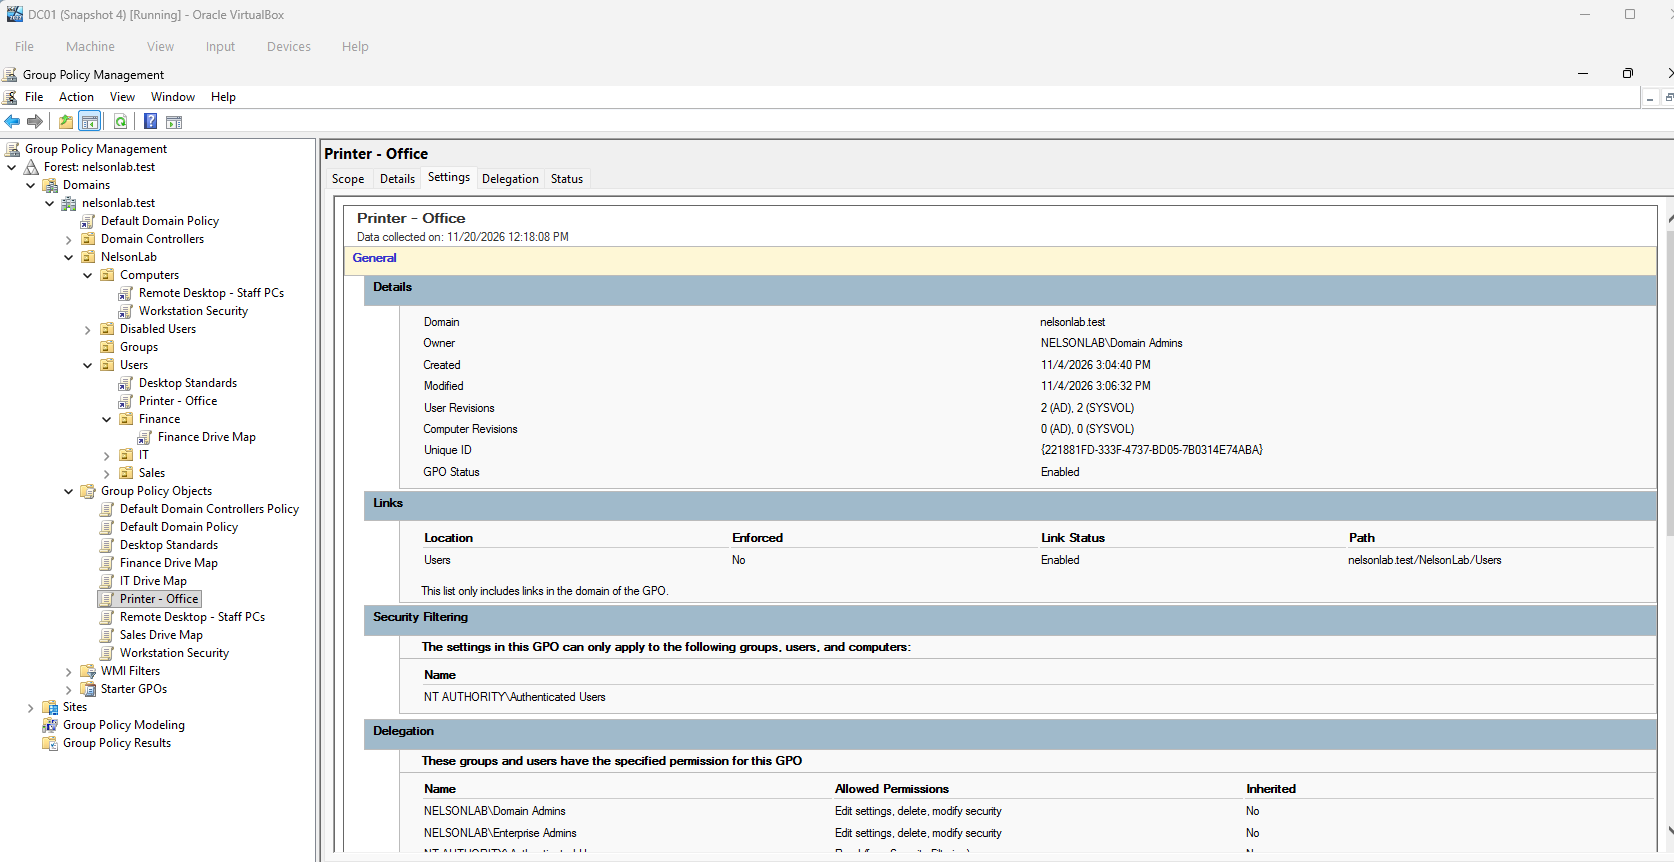 DC01 (Snapshot 4) [Running] - Oracle VirtualBox
File Machine View Input Devices Help
Group Policy Management
File Action View Window Help
Group Policy Management
Forest: nelsonlab.test
Domains
nelsonlab.test
Default Domain Policy
Domain Controllers
NelsonLab
Computers
Remote Desktop - Staff PCs
Workstation Security
Disabled Users
Groups
Users
Desktop Standards
Printer - Office
Finance
Finance Drive Map
IT
Sales
Group Policy Objects
Default Domain Controllers Policy
Default Domain Policy
Desktop Standards
Finance Drive Map
IT Drive Map
Printer - Office
Remote Desktop - Staff PCs
Sales Drive Map
Workstation Security
WMI Filters
Starter GPOs
Sites
Group Policy Modeling
Group Policy Results
Printer - Office
Scope Details Settings Delegation Status
Printer - Office
Data collected on: 11/20/2026 12:18:08 PM
General
Details
Domain nelsonlab.test
Owner NELSONLAB\Domain Admins
Created 11/4/2026 3:04:40 PM
Modified 11/4/2026 3:06:32 PM
User Revisions 2 (AD), 2 (SYSVOL)
Computer Revisions 0 (AD), 0 (SYSVOL)
Unique ID {221881FD-333F-4737-BD05-7B0314E74ABA}
GPO Status Enabled
Links
Location Enforced Link Status Path
Users No Enabled nelsonlab.test/NelsonLab/Users
This list only includes links in the domain of the GPO.
Security Filtering
The settings in this GPO can only apply to the following groups, users, and computers:
Name
NT AUTHORITY\Authenticated Users
Delegation
These groups and users have the specified permission for this GPO
Name Allowed Permissions Inherited
NELSONLAB\Domain Admins Edit settings, delete, modify security No
NELSONLAB\Enterprise Admins Edit settings, delete, modify security No